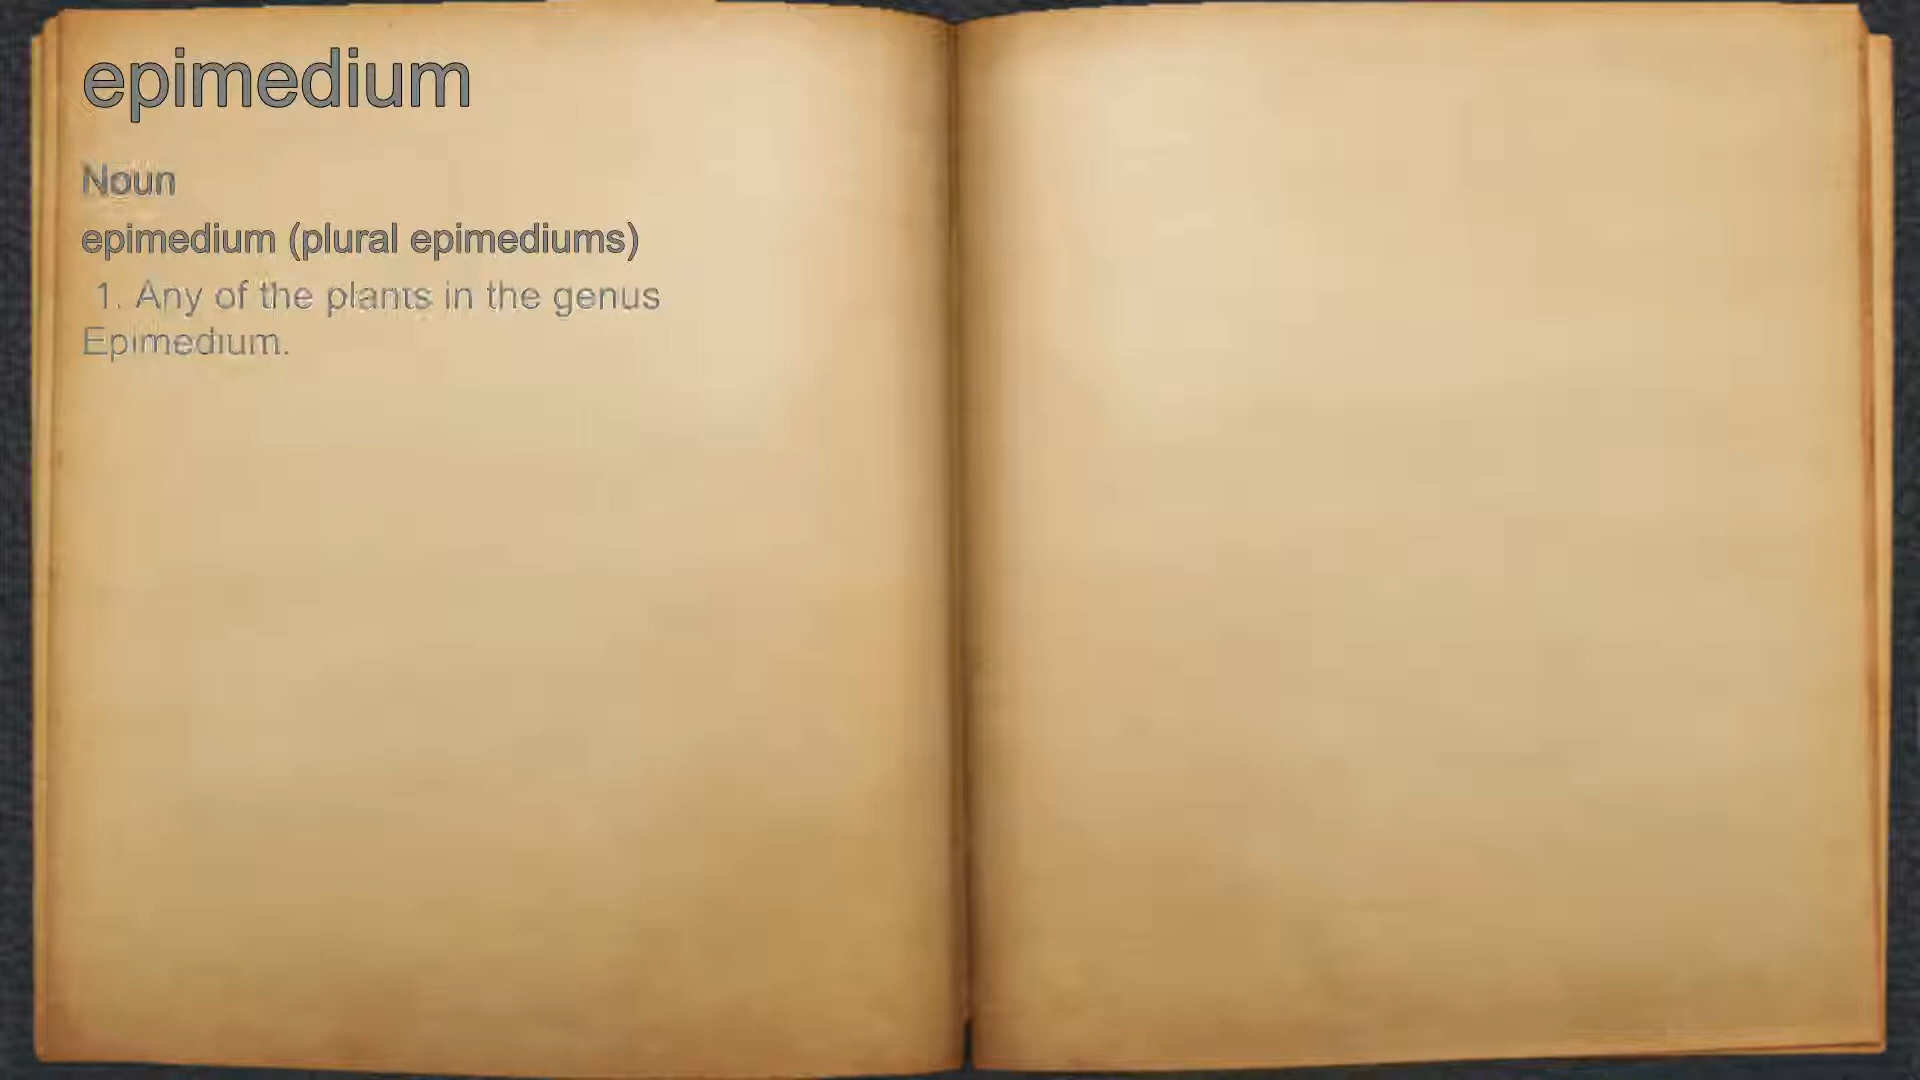 epimedium
Noun
epimedium (plural epimediums)
1. Any of the plants in the genus
Epimedium.